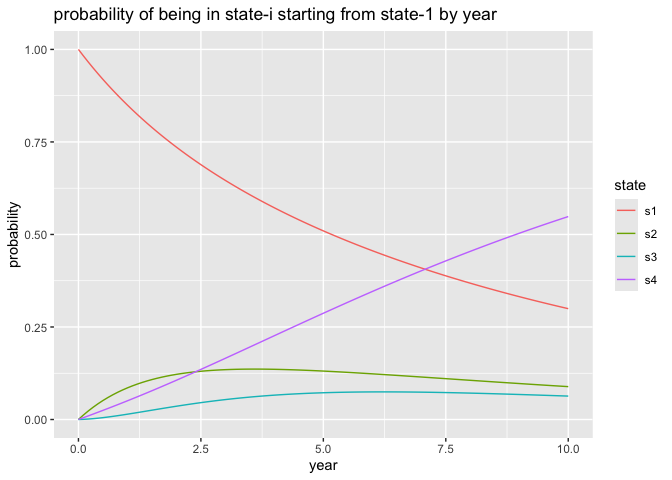 probability of being in state-i starting from state-1 by year
1.00
0.75
0.50
0.25
0.00
probability
0.0 2.5 5.0 7.5 10.0
year
state
s1
s2
s3
s4